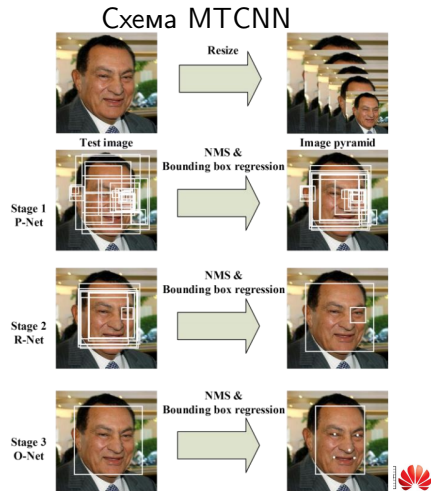 Схема MTCNN
Resize
Test image
Image pyramid
NMS &
Bounding box regression
Stage 1
P-Net
NMS &
Bounding box regression
Stage 2
R-Net
NMS &
Bounding box regression
Stage 3
O-Net